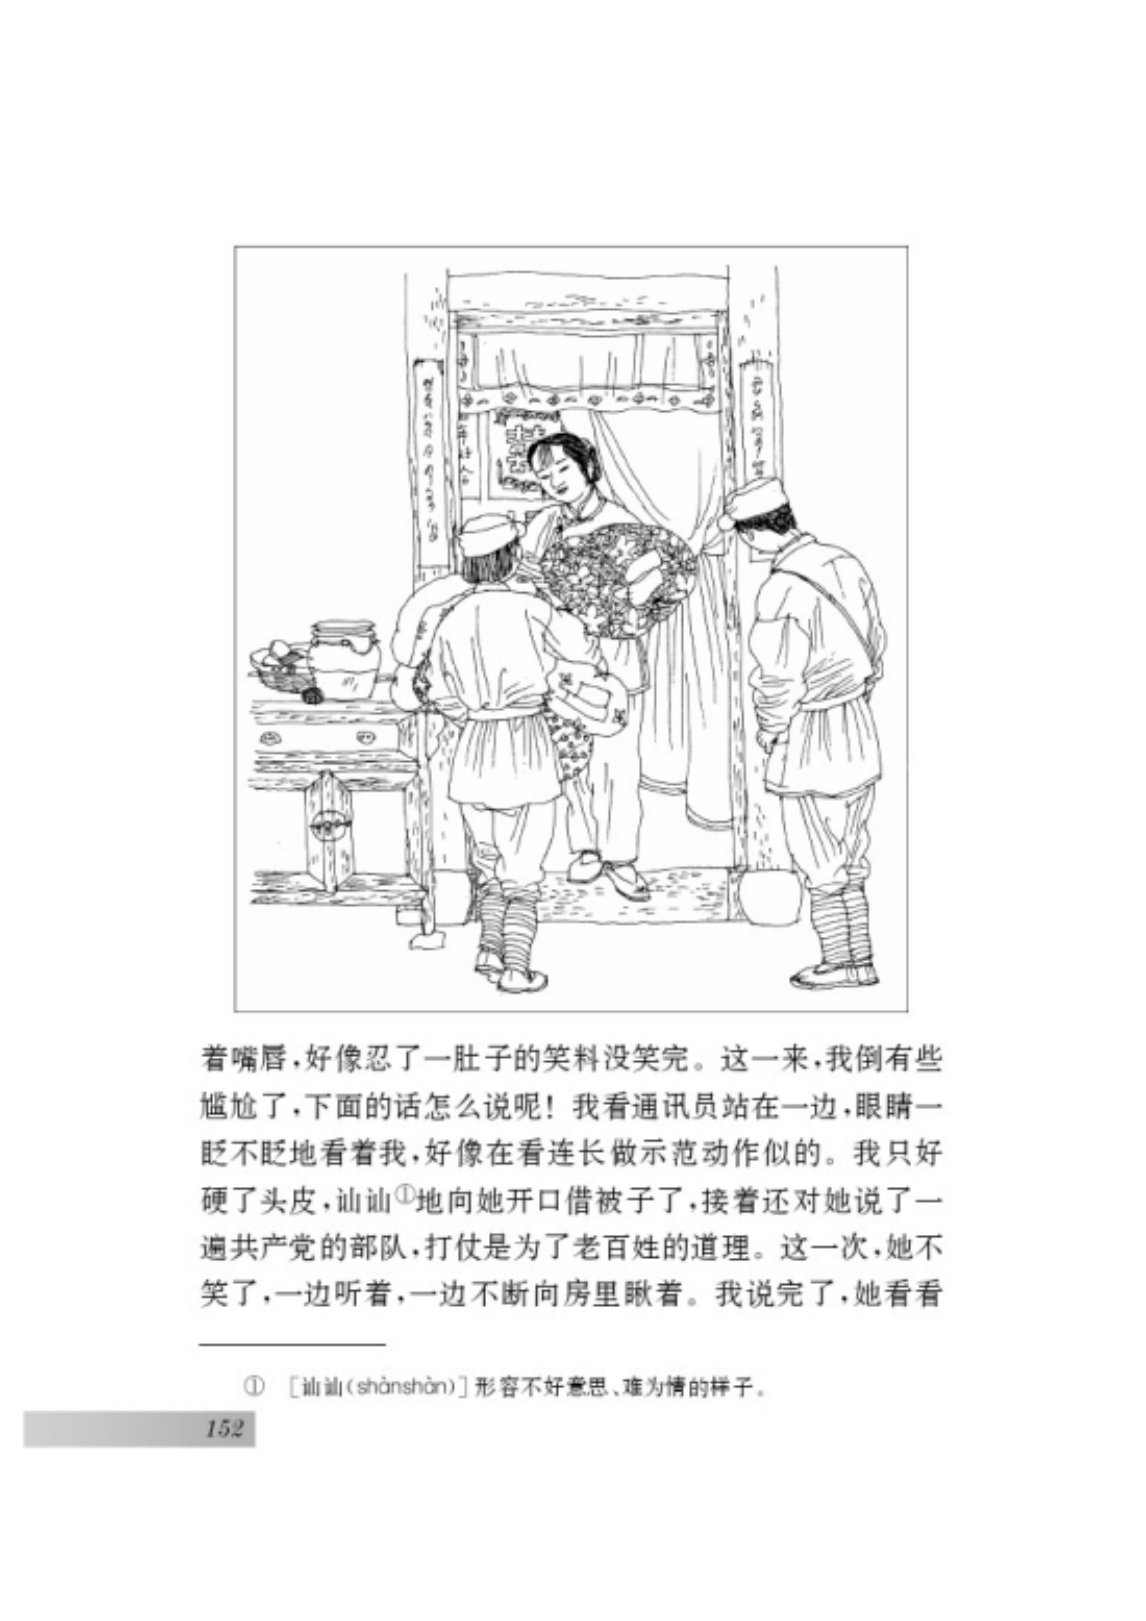 囍
着嘴唇，好像忍了一肚子的笑料没笑完。这一来，我倒有些
尴尬了，下面的话怎么说呢！我看通讯员站在一边，眼睛一
眨不眨地看着我，好像在看连长做示范动作似的。我只好
硬了头皮，讪讪①地向她开口借被子了，接着还对她说了一
遍共产党的部队，打仗是为了老百姓的道理。这一次，她不
笑了，一边听着，一边不断向房里瞅着。我说完了，她看看
① ［讪讪(shànshàn)］形容不好意思、难为情的样子。
152